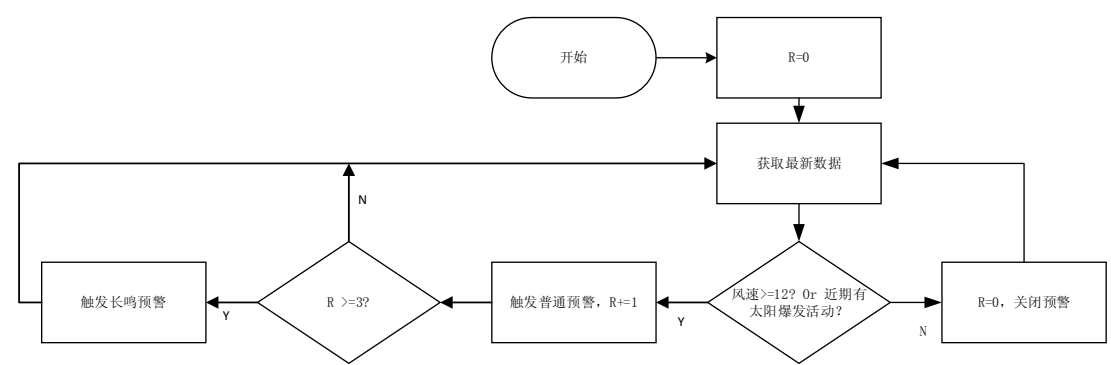 开始
R=0
获取最新数据
N
触发长鸣预警
Y
R >=3?
触发普通预警，R+=1
Y
风速>=12? Or 近期有
太阳爆发活动?
N
R=0，关闭预警